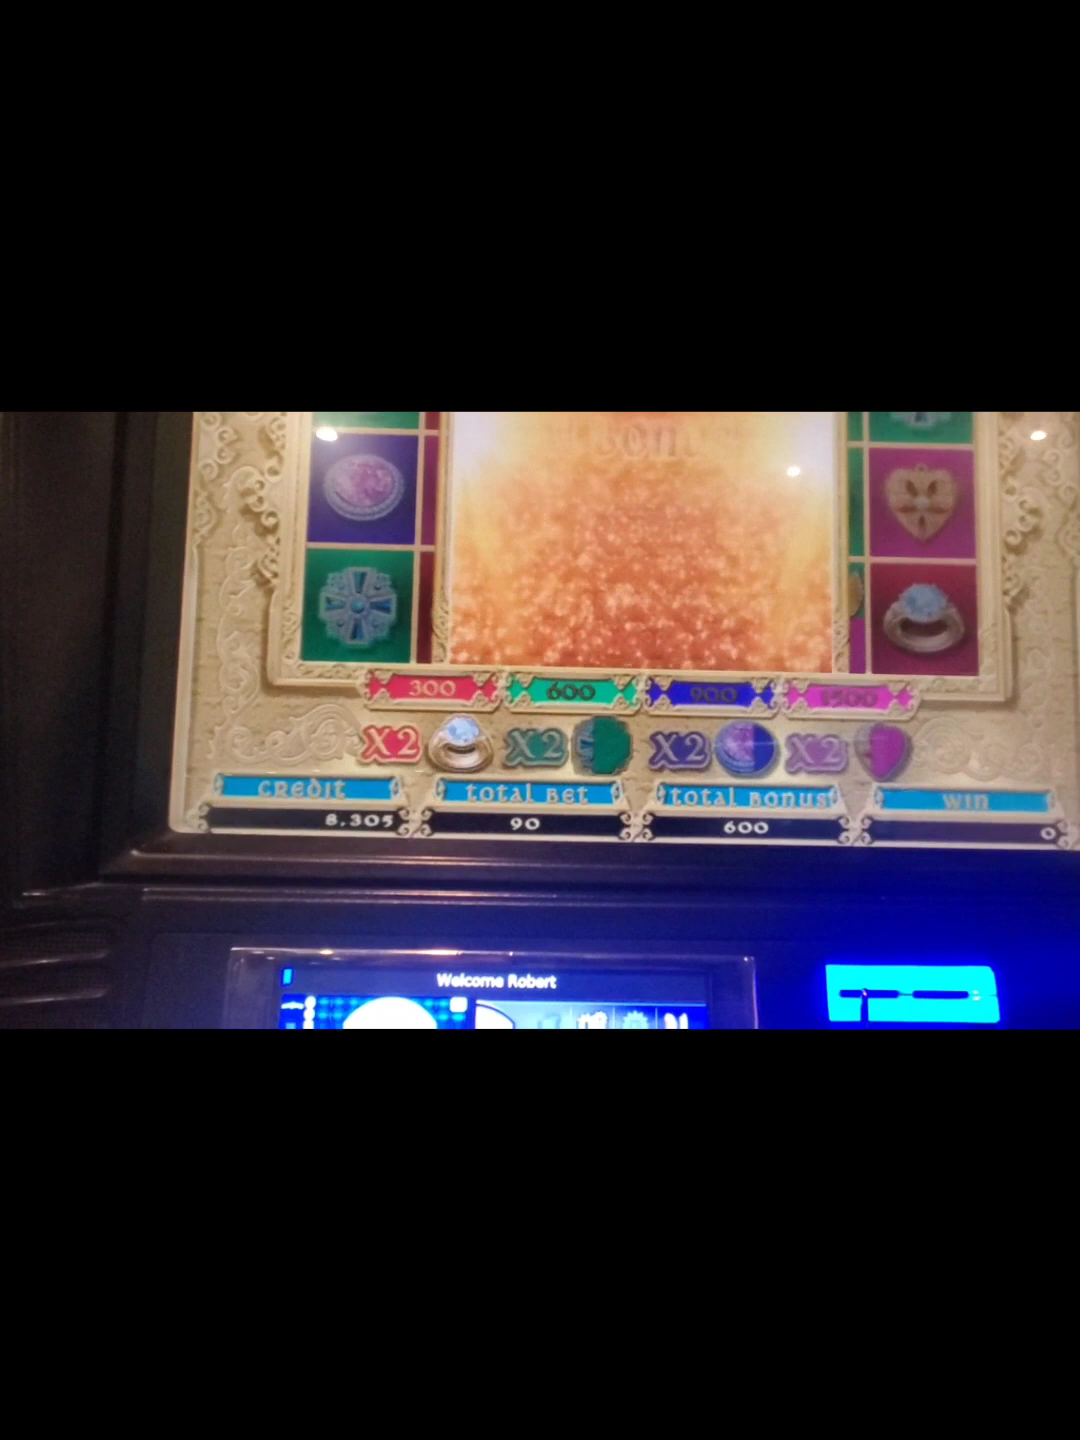 300 600 900 1500
X2 X2 X2 X2
CREDIT TOTAL BET TOTAL BONUS WIN
8,305 90 600 0
Welcome Robert